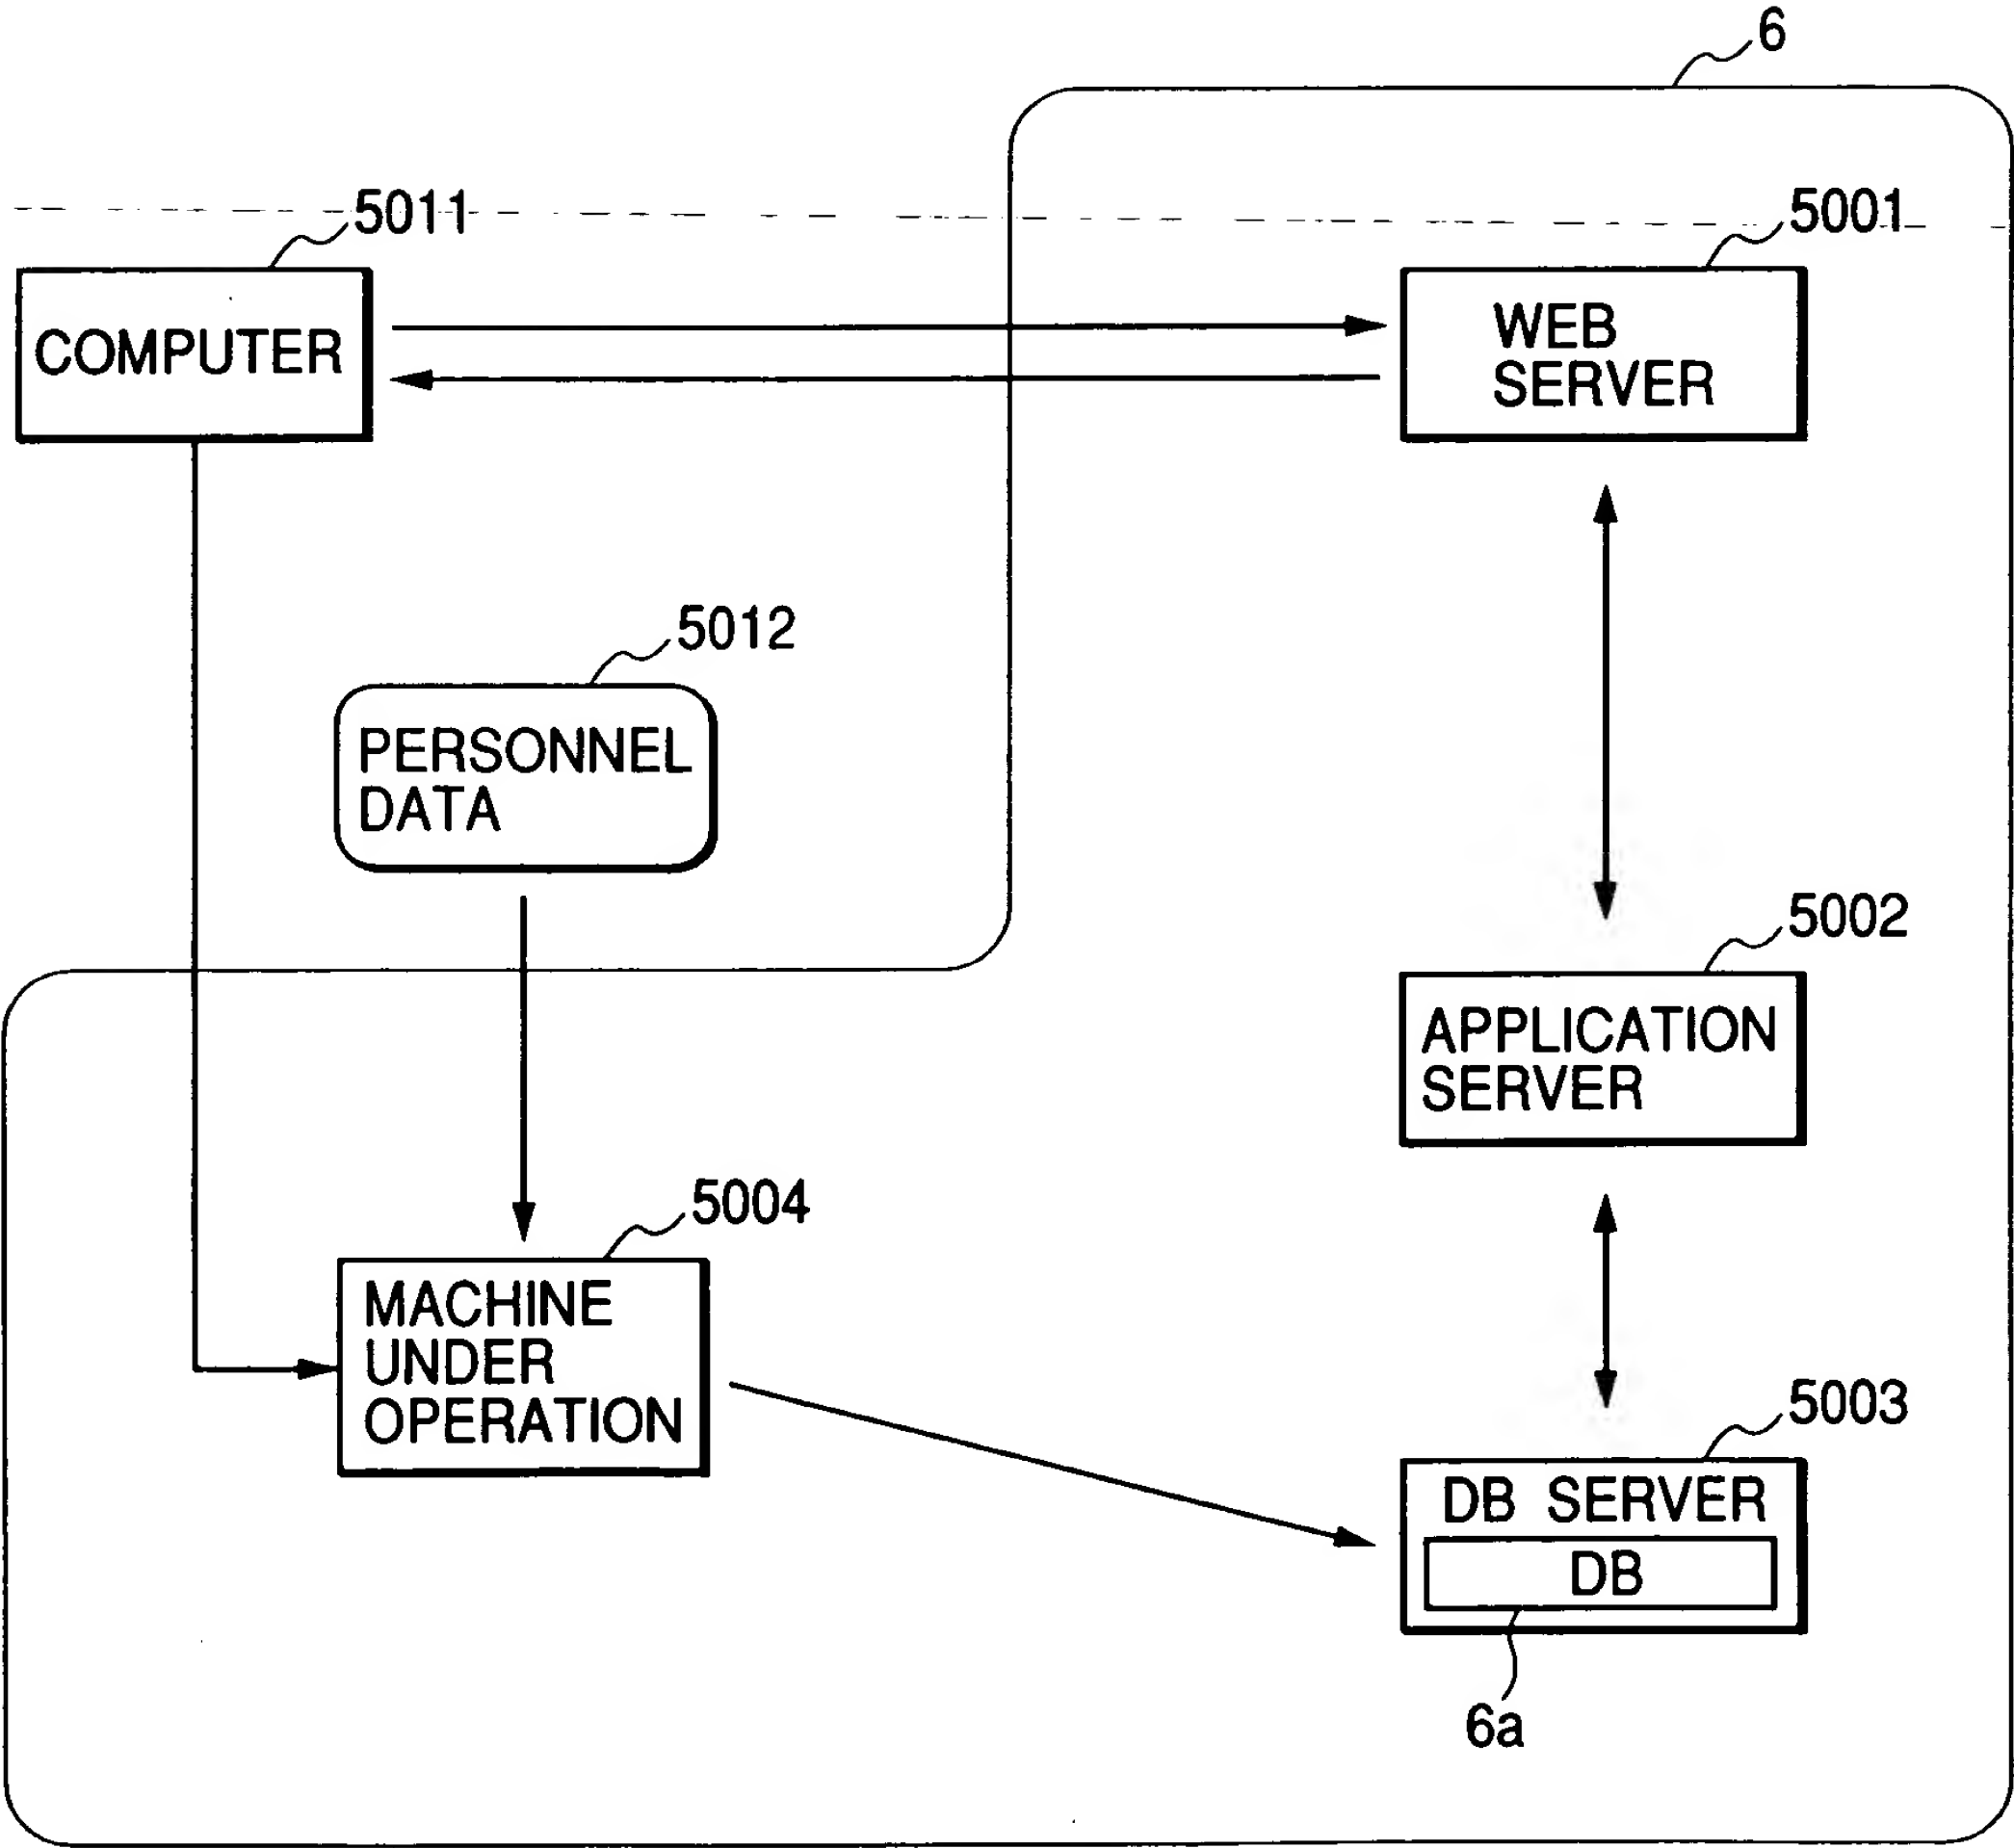 6
5011
5001
COMPUTER
WEB
SERVER
5012
PERSONNEL
DATA
5002
APPLICATION
SERVER
5004
MACHINE
UNDER
OPERATION
5003
DB SERVER
DB
6a